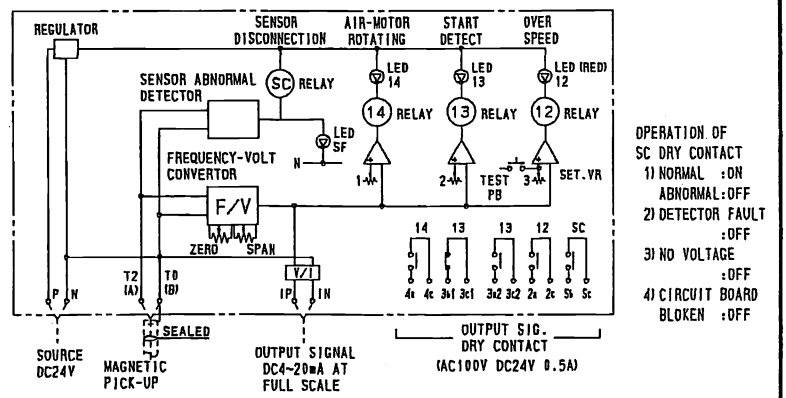 REGULATOR
SENSOR
DISCONNECTION
AIR-MOTOR
ROTATING
START
DETECT
OVER
SPEED
SENSOR ABNORMAL
DETECTOR
SC RELAY
LED
14
LED
13
LED (RED)
12
14 RELAY
13 RELAY
12 RELAY
LED
SF
N
FREQUENCY-VOLT
CONVERTOR
F/V
ZERO SPAN
1
2
TEST
PB
3
SET.VR
V/I
P N
T2
(A)
T0
(B)
IP IN
14 13 13 12 SC
4a 4c 3b1 3c1 3a2 3c2 2a 2c Sb Sc
SOURCE
DC24V
SEALED
MAGNETIC
PICK-UP
OUTPUT SIGNAL
DC4~20mA AT
FULL SCALE
OUTPUT SIG.
DRY CONTACT
(AC100V DC24V 0.5A)
OPERATION OF
SC DRY CONTACT
1) NORMAL :ON
ABNORMAL:OFF
2) DETECTOR FAULT
:OFF
3) NO VOLTAGE
:OFF
4) CIRCUIT BOARD
BLOKEN :OFF